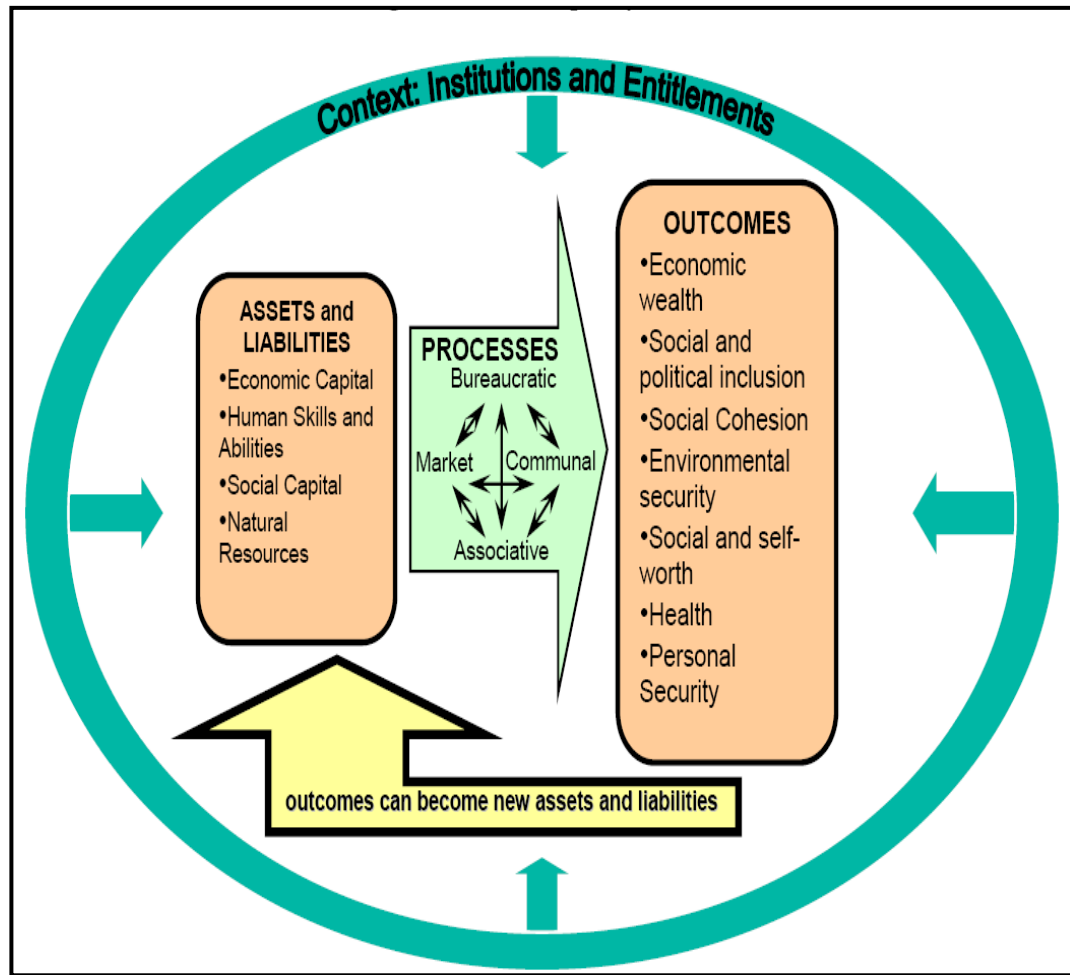 Context: Institutions and Entitlements
ASSETS and
LIABILITIES
•Economic Capital
•Human Skills and
Abilities
•Social Capital
•Natural
Resources
PROCESSES
Bureaucratic
Market Communal
Associative
OUTCOMES
•Economic
wealth
•Social and
political inclusion
•Social Cohesion
•Environmental
security
•Social and self-
worth
•Health
•Personal
Security
outcomes can become new assets and liabilities